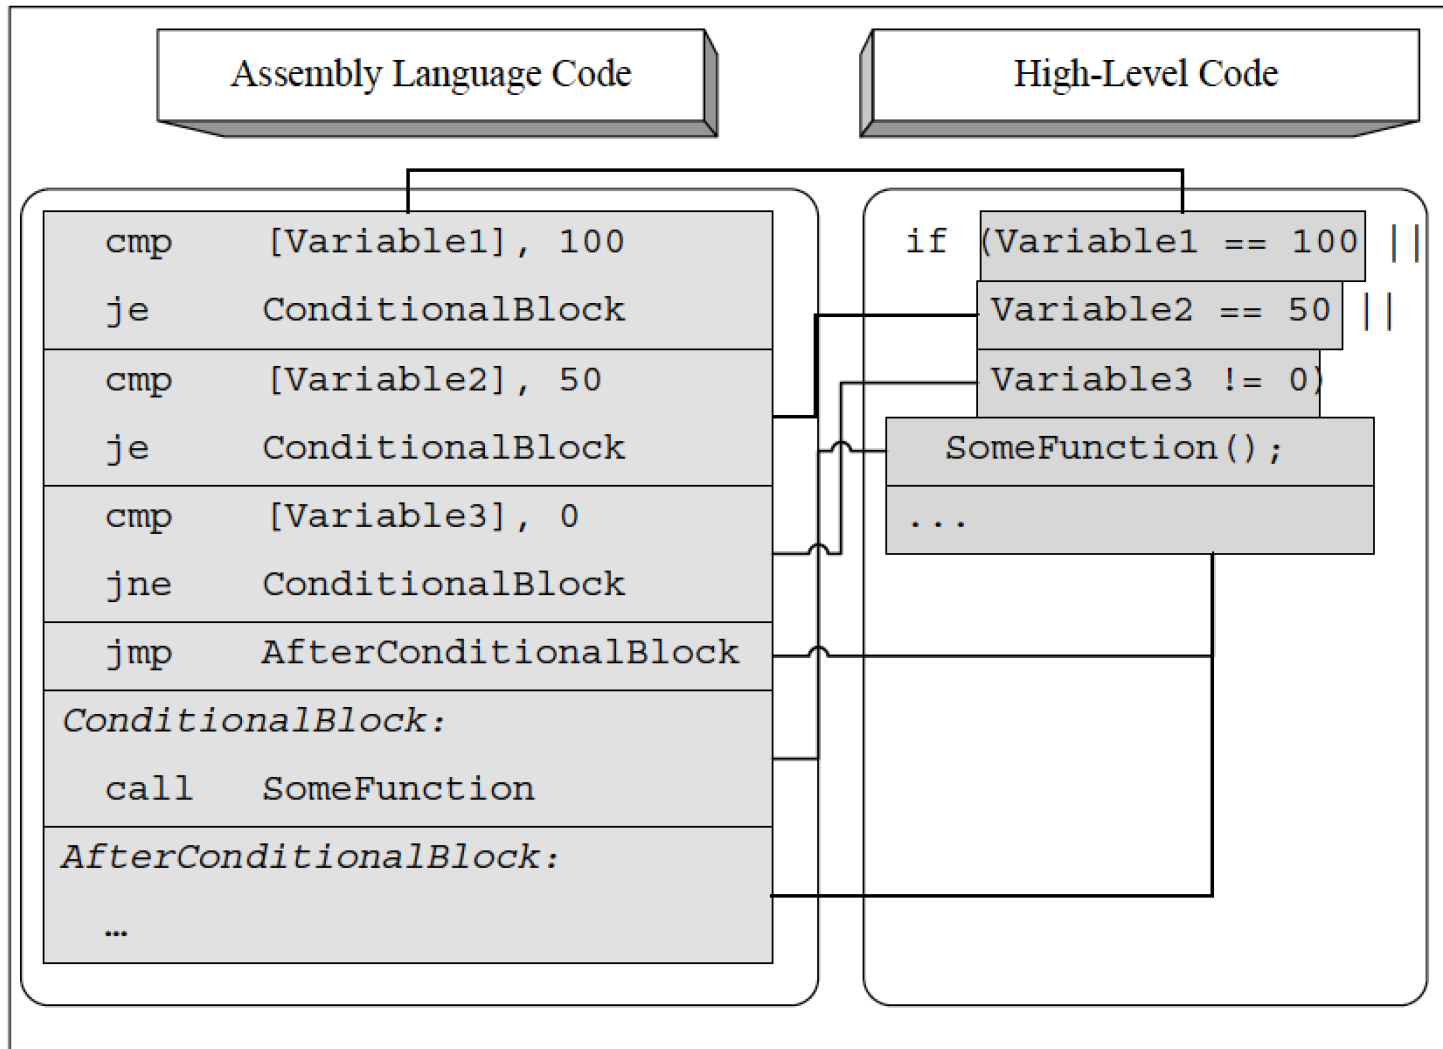 Assembly Language Code
High-Level Code
cmp [Variable1], 100
je ConditionalBlock
cmp [Variable2], 50
je ConditionalBlock
cmp [Variable3], 0
jne ConditionalBlock
jmp AfterConditionalBlock
ConditionalBlock:
call SomeFunction
AfterConditionalBlock:
…
if (Variable1 == 100 ||
Variable2 == 50 ||
Variable3 != 0)
SomeFunction();
...